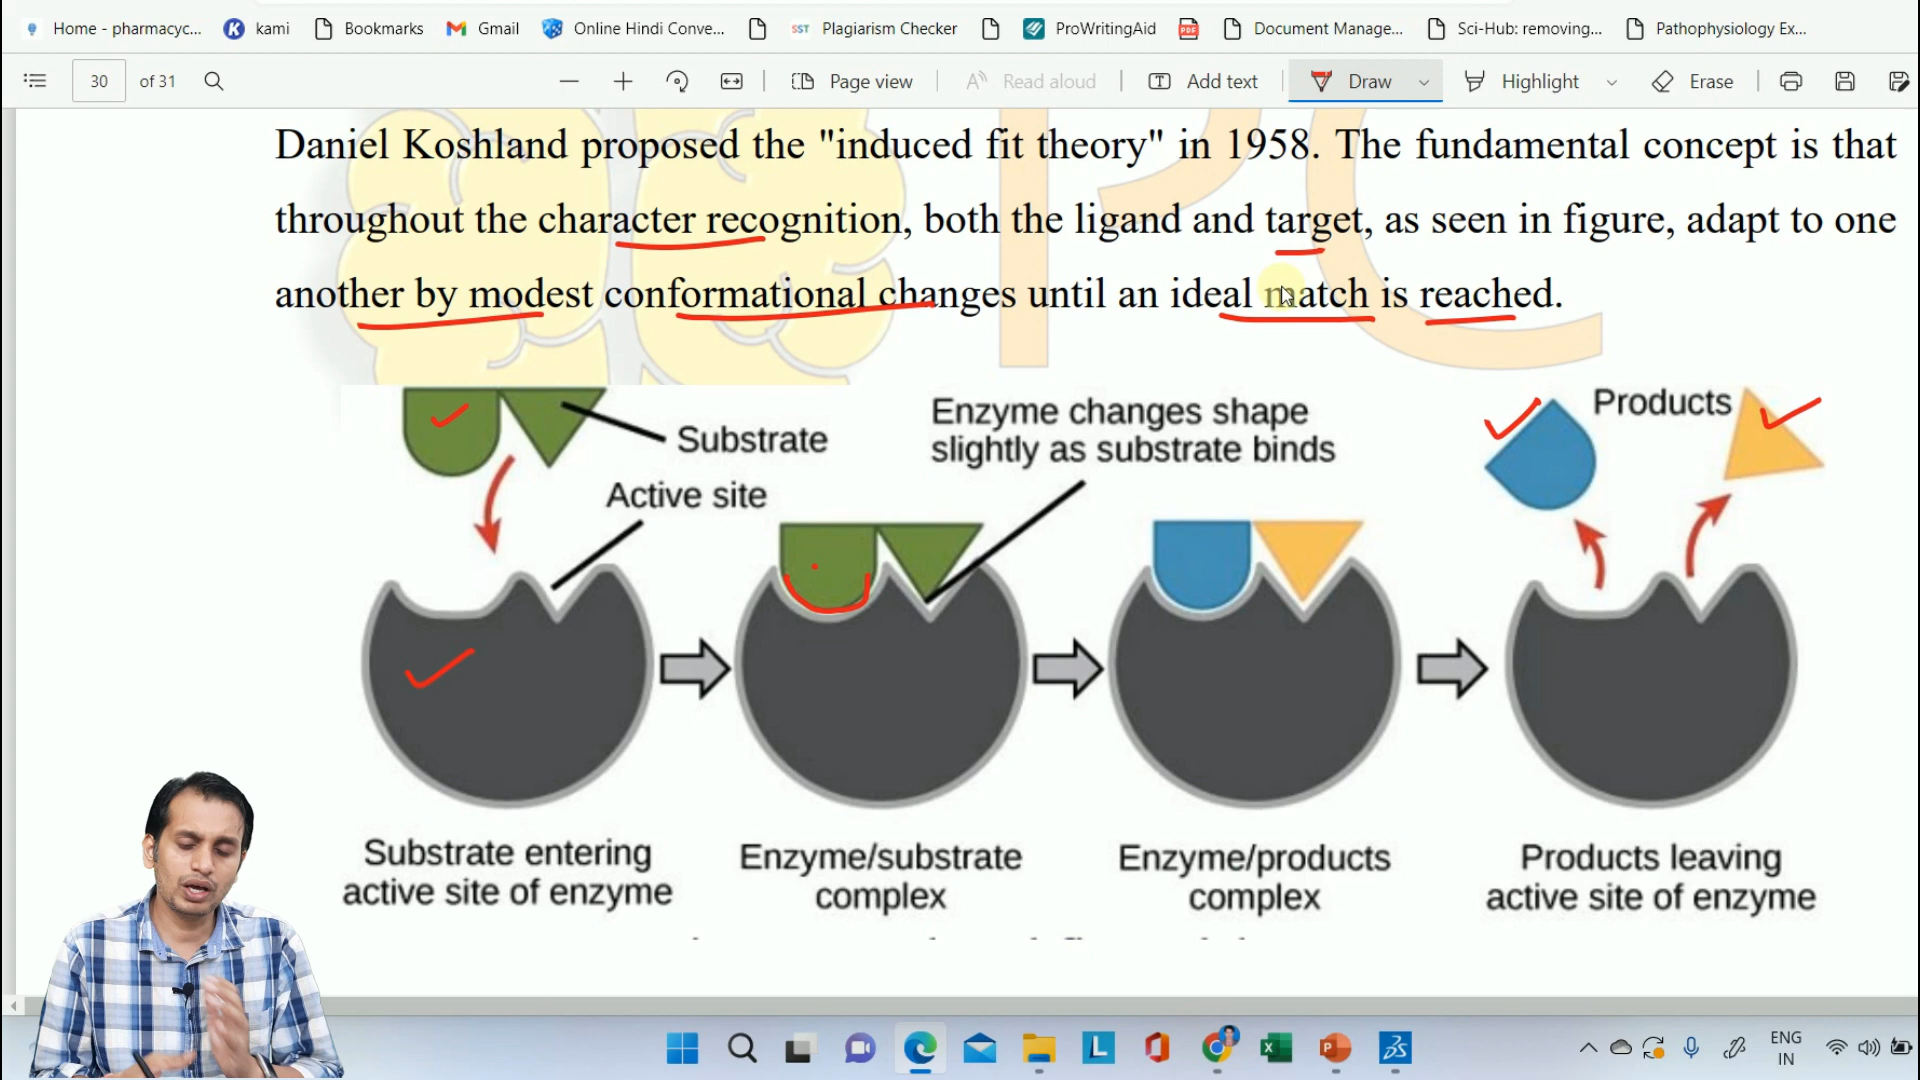 Home - pharmacyc... kami Bookmarks Gmail Online Hindi Conve... SST Plagiarism Checker ProWritingAid PDF Document Manage... Sci-Hub: removing... Pathophysiology Ex...
30 of 31 Page view Read aloud Add text Draw Highlight Erase
Daniel Koshland proposed the "induced fit theory" in 1958. The fundamental concept is that
throughout the character recognition, both the ligand and target, as seen in figure, adapt to one
another by modest conformational changes until an ideal match is reached.
Substrate
Active site
Enzyme changes shape
slightly as substrate binds
Products
Substrate entering
active site of enzyme
Enzyme/substrate
complex
Enzyme/products
complex
Products leaving
active site of enzyme
ENG
IN